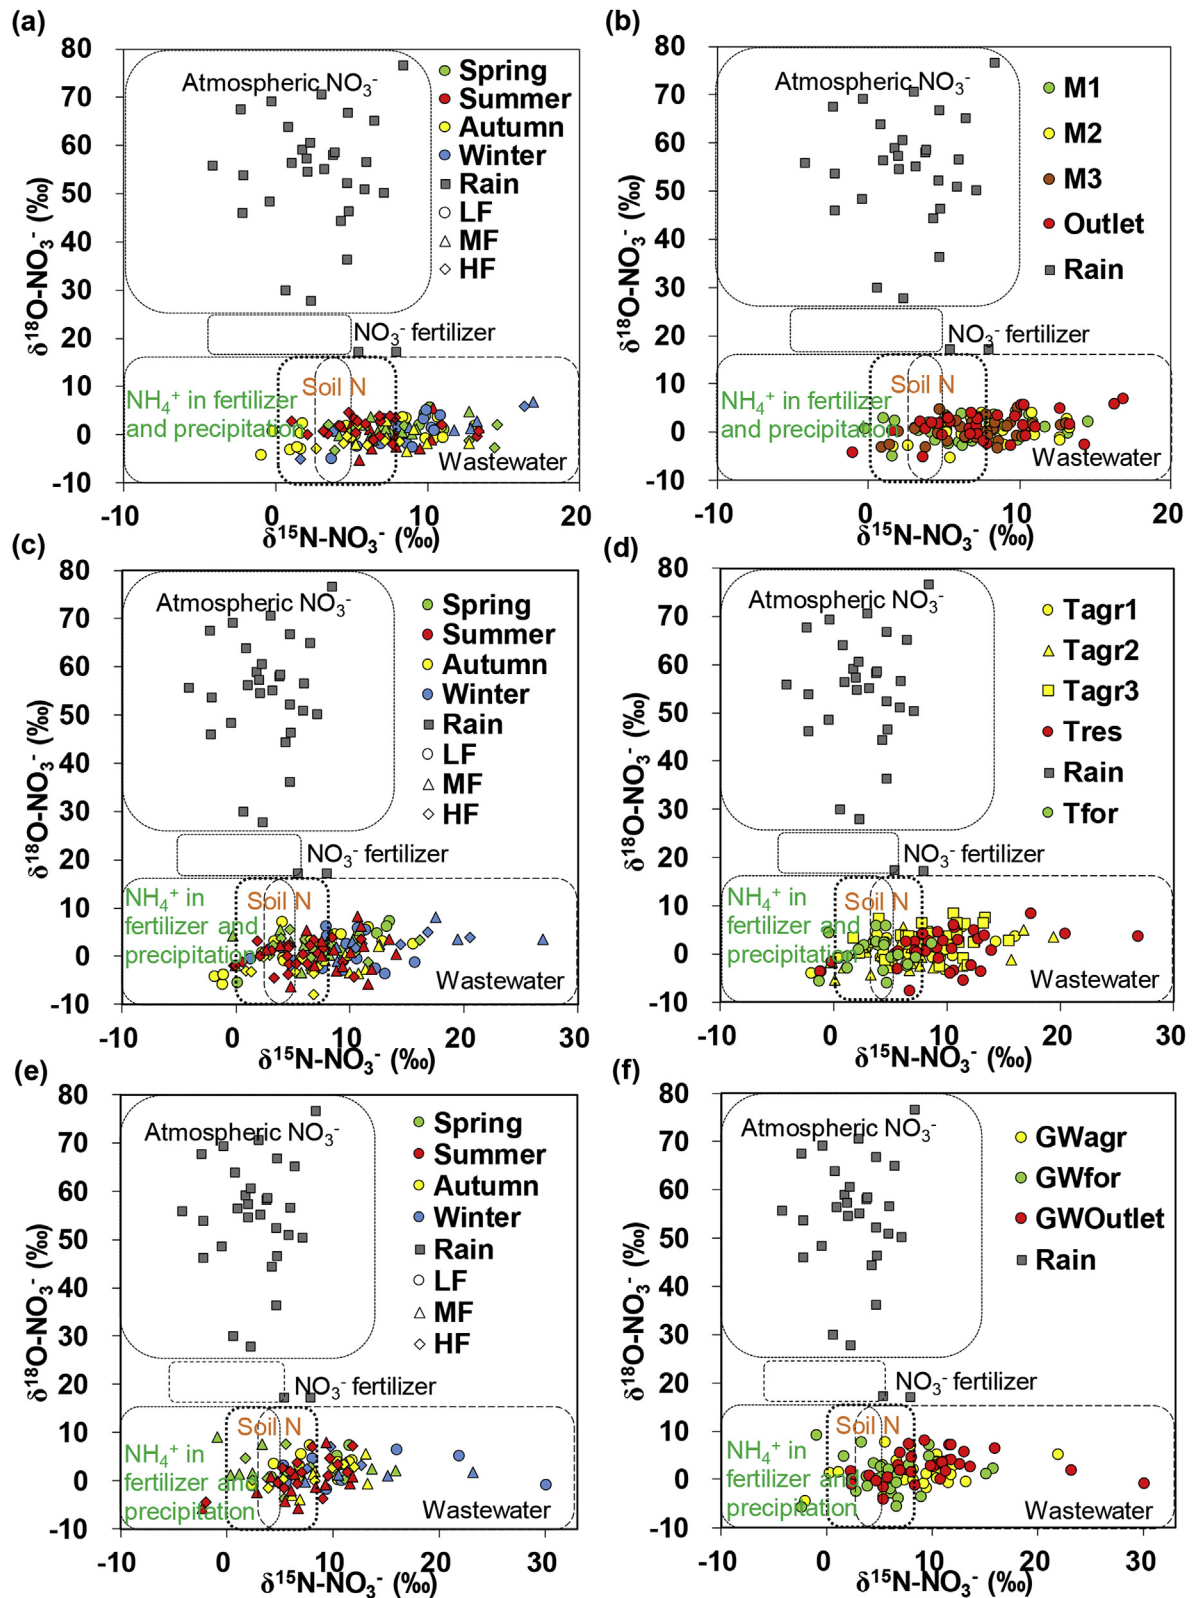 (a)
80
70
60
50
40
30
20
10
0
-10
δ¹⁸O-NO₃⁻ (‰)
Atmospheric NO₃⁻
Spring
Summer
Autumn
Winter
Rain
LF
MF
HF
NO₃⁻ fertilizer
Soil N
NH₄⁺ in fertilizer
and precipitation
Wastewater
-10
0
10
20
δ¹⁵N-NO₃⁻ (‰)
(b)
80
70
60
50
40
30
20
10
0
-10
δ¹⁸O-NO₃⁻ (‰)
Atmospheric NO₃⁻
M1
M2
M3
Outlet
Rain
NO₃⁻ fertilizer
Soil N
NH₄⁺ in fertilizer
and precipitation
Wastewater
-10
0
10
20
δ¹⁵N-NO₃⁻ (‰)
(c)
80
70
60
50
40
30
20
10
0
-10
δ¹⁸O-NO₃⁻ (‰)
Atmospheric NO₃⁻
Spring
Summer
Autumn
Winter
Rain
LF
MF
HF
NO₃⁻ fertilizer
Soil N
NH₄⁺ in
fertilizer and
precipitation
Wastewater
-10
0
10
20
30
δ¹⁵N-NO₃⁻ (‰)
(d)
80
70
60
50
40
30
20
10
0
-10
δ¹⁸O-NO₃⁻ (‰)
Atmospheric NO₃⁻
Tagr1
Tagr2
Tagr3
Tres
Rain
Tfor
NO₃⁻ fertilizer
Soil N
NH₄⁺ in
fertilizer and
precipitation
Wastewater
-10
0
10
20
30
δ¹⁵N-NO₃⁻ (‰)
(e)
80
70
60
50
40
30
20
10
0
-10
δ¹⁸O-NO₃⁻ (‰)
Atmospheric NO₃⁻
Spring
Summer
Autumn
Winter
Rain
LF
MF
HF
NO₃⁻ fertilizer
Soil N
NH₄⁺ in
fertilizer and
precipitation
Wastewater
-10
0
10
20
30
δ¹⁵N-NO₃⁻ (‰)
(f)
80
70
60
50
40
30
20
10
0
-10
δ¹⁸O-NO₃⁻ (‰)
Atmospheric NO₃⁻
GWagr
GWfor
GWOutlet
Rain
NO₃⁻ fertilizer
Soil N
NH₄⁺ in
fertilizer and
precipitation
Wastewater
-10
0
10
20
30
δ¹⁵N-NO₃⁻ (‰)